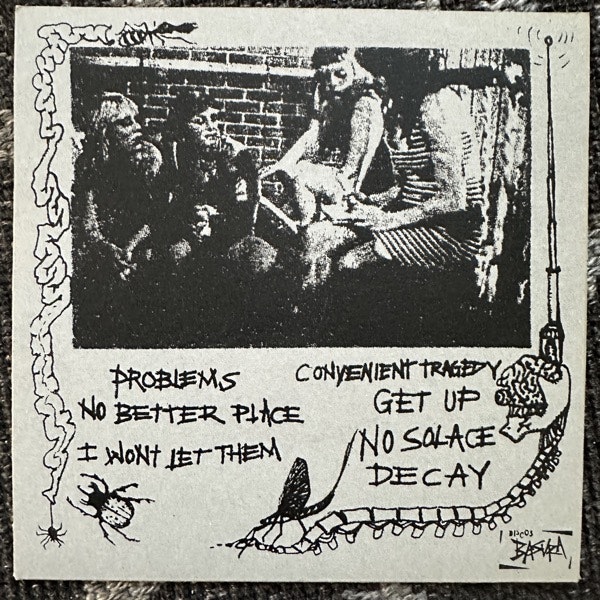 PROBLEMS
NO BETTER PLACE
I WONT LET THEM
CONVENIENT TRAGEDY
GET UP
NO SOLACE
DECAY
DISCOS
BASURA